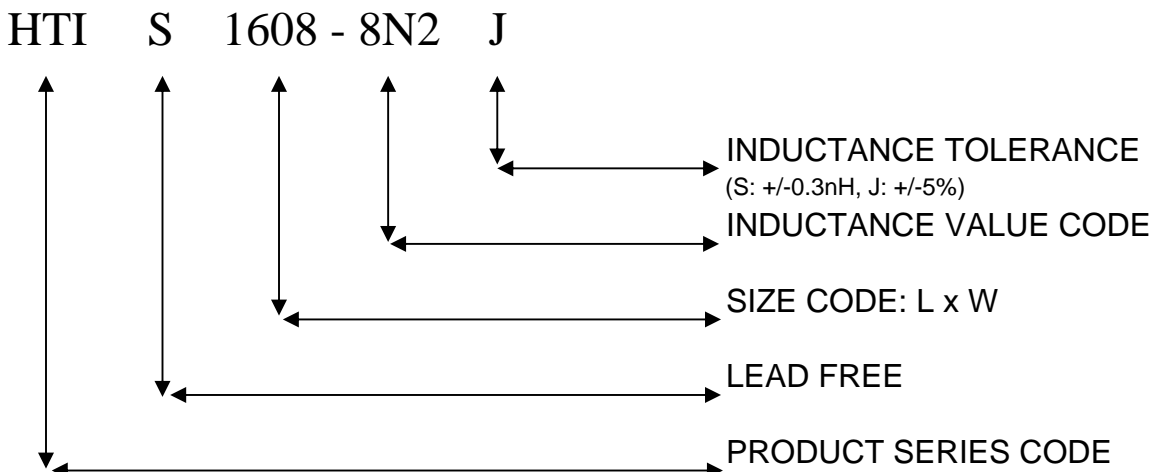 HTI S 1608 - 8N2 J
INDUCTANCE TOLERANCE
(S: +/-0.3nH, J: +/-5%)
INDUCTANCE VALUE CODE
SIZE CODE: L x W
LEAD FREE
PRODUCT SERIES CODE